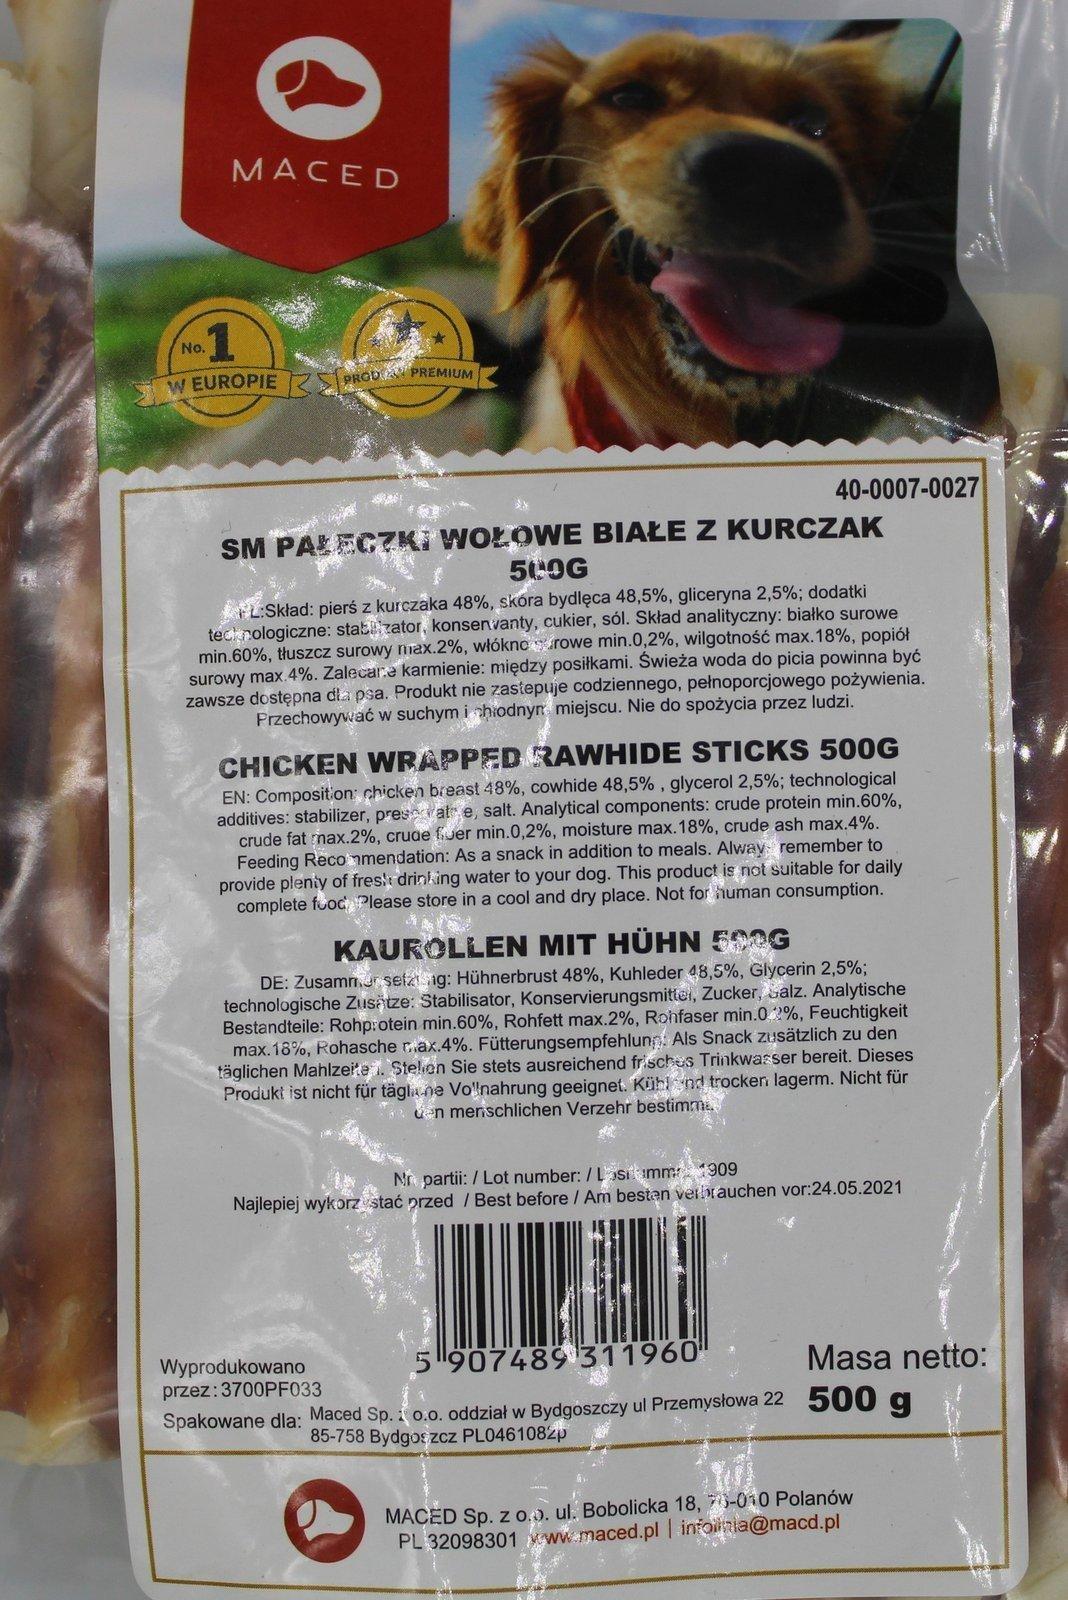 MACED
No. 1
W EUROPIE
PRODUKT PREMIUM
40-0007-0027
SM PAŁECZKI WOŁOWE BIAŁE Z KURCZAK
500G
PL:Skład: pierś z kurczaka 48%, skóra bydlęca 48,5%, gliceryna 2,5%; dodatki
technologiczne: stabilizator, konserwanty, cukier, sól. Skład analityczny: białko surowe
min.60%, tłuszcz surowy max.2%, włókno surowe min.0,2%, wilgotność max.18%, popiół
surowy max.4%. Zalecane karmienie: między posiłkami. Świeża woda do picia powinna być
zawsze dostępna dla psa. Produkt nie zastępuje codziennego, pełnoporcjowego pożywienia.
Przechowywać w suchym i chłodnym miejscu. Nie do spożycia przez ludzi.
CHICKEN WRAPPED RAWHIDE STICKS 500G
EN: Composition: chicken breast 48%, cowhide 48,5% , glycerol 2,5%; technological
additives: stabilizer, preservative, salt. Analytical components: crude protein min.60%,
crude fat max.2%, crude fiber min.0,2%, moisture max.18%, crude ash max.4%.
Feeding Recommendation: As a snack in addition to meals. Always remember to
provide plenty of fresh drinking water to your dog. This product is not suitable for daily
complete food. Please store in a cool and dry place. Not for human consumption.
KAUROLLEN MIT HÜHN 500G
DE: Zusammensetzung: Hühnerbrust 48%, Kuhleder 48,5%, Glycerin 2,5%;
technologische Zusätze: Stabilisator, Konservierungsmittel, Zucker, Salz. Analytische
Bestandteile: Rohprotein min.60%, Rohfett max.2%, Rohfaser min.0,2%, Feuchtigkeit
max.18%, Rohasche max.4%. Fütterungsempfehlung: Als Snack zusätzlich zu den
täglichen Mahlzeiten. Stellen Sie stets ausreichend frisches Trinkwasser bereit. Dieses
Produkt ist nicht für tägliche Vollnahrung geeignet. Kühl und trocken lagerm. Nicht für
den menschlichen Verzehr bestimmt.
Nr. partii: / Lot number: / Losnummer: 1909
Najlepiej wykorzystać przed / Best before / Am besten verbrauchen vor:24.05.2021
5 907489 311960
Wyprodukowano
przez: 3700PF033
Masa netto:
500 g
Spakowane dla: Maced Sp. z o.o. oddział w Bydgoszczy ul Przemysłowa 22
85-758 Bydgoszcz PL0461082p
MACED Sp. z o.o. ul. Bobolicka 18, 76-010 Polanów
PL 32098301 www.maced.pl | infolinia@macd.pl